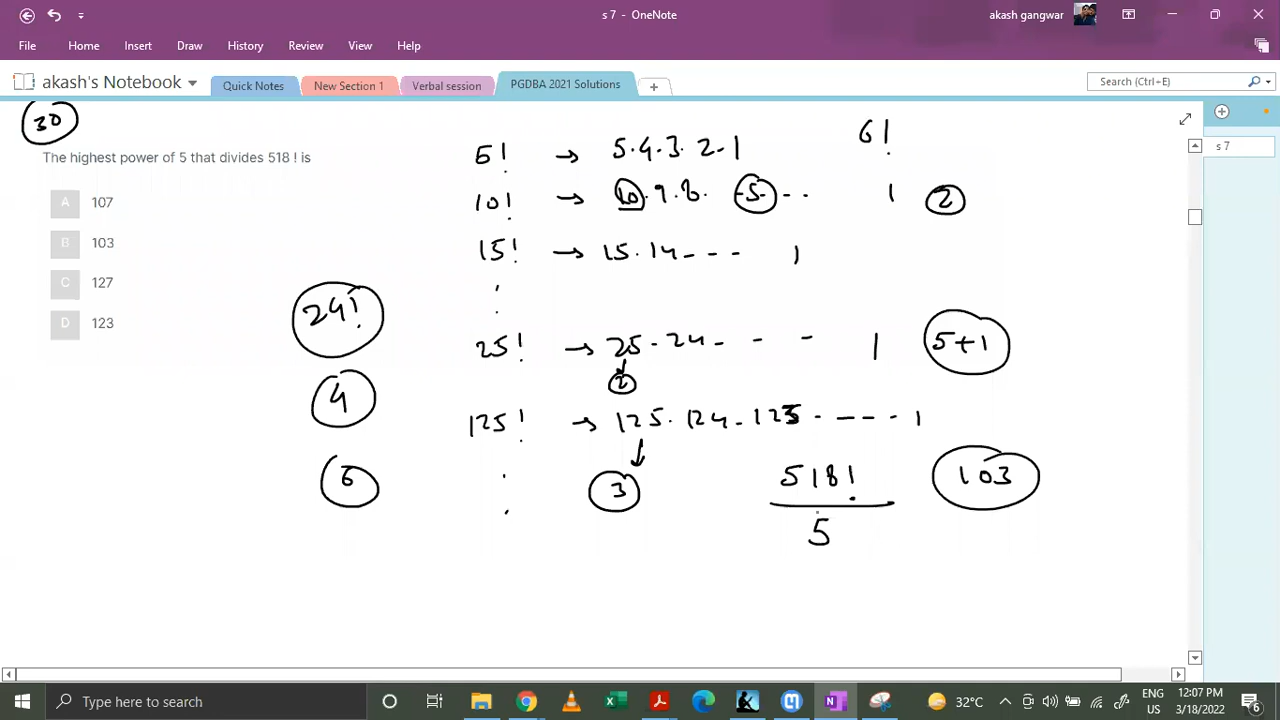 s 7 - OneNote
akash gangwar
File Home Insert Draw History Review View Help
akash's Notebook Quick Notes New Section 1 Verbal session PGDBA 2021 Solutions + Search (Ctrl+E)
s 7
30
The highest power of 5 that divides 518 ! is
A 107
B 103
C 127
D 123
5! → 5.4.3.2.1 6!
10! → 10.9.8. 5 - - 1 2
15! → 15.14 - - - 1
24!
25! → 25.24 - - - 1 5+1
2
4
125! → 125.124.123 - - - - 1
6
3
518!
5
103
Type here to search
32°C
ENG
US
12:07 PM
3/18/2022
6